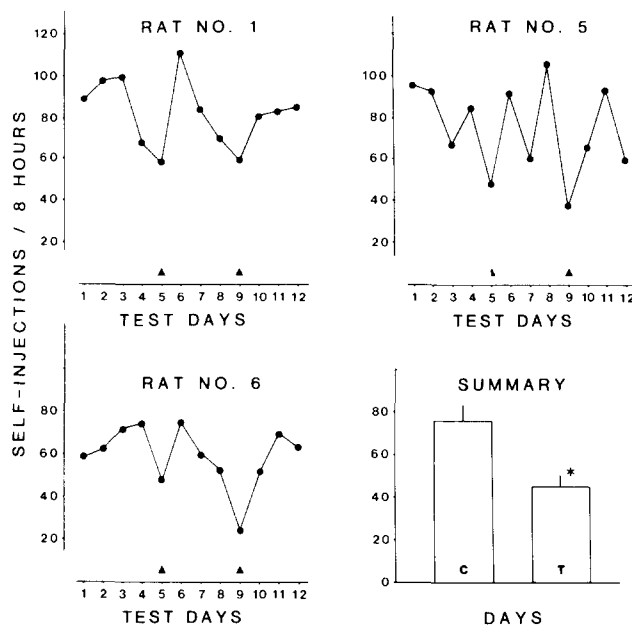 SELF-INJECTIONS / 8 HOURS
RAT NO. 1
120
100
80
60
40
20
1 2 3 4 5 6 7 8 9 10 11 12
TEST DAYS
RAT NO. 5
100
80
60
40
20
1 2 3 4 5 6 7 8 9 10 11 12
TEST DAYS
RAT NO. 6
80
60
40
20
1 2 3 4 5 6 7 8 9 10 11 12
TEST DAYS
SUMMARY
80
60
40
20
0
*
C T
DAYS